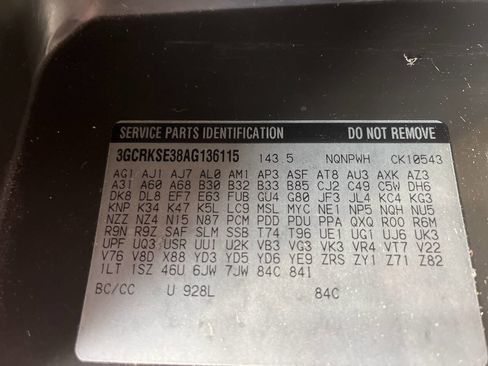 SERVICE PARTS IDENTIFICATION DO NOT REMOVE
3GCRKSE38AG136115 143.5 NQNPWH CK10543
AG1 AJ1 AJ7 AL0 AM1 AP3 ASF AT8 AU3 AXK AZ3
A31 A60 A68 B30 B32 B33 B85 CJ2 C49 C5W DH6
DK8 DL8 EF7 E63 FUB GU4 G80 JF3 JL4 KC4 KG3
KNP K34 K47 K5L LC9 MSL MYC NE1 NP5 NQH NU5
NZZ NZ4 N15 N87 PCM PDD PDU PPA QXQ R00 R6M
R9N R9Z SAF SLM SSB T74 T96 UE1 UG1 UJ6 UK3
UPF UQ3 USR UU1 U2K VB3 VG3 VK3 VR4 VT7 V22
V76 V8D X88 YD3 YD5 YD6 YE9 ZRS ZY1 Z71 Z82
1LT 1SZ 46U 6JW 7JW 84C 84I
BC/CC U 928L 84C